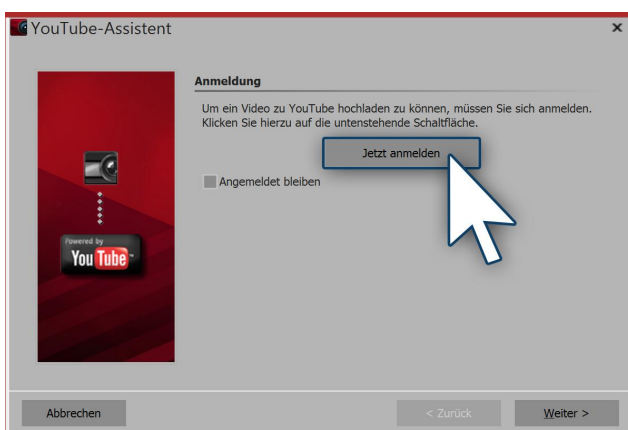 YouTube-Assistent
Anmeldung
Um ein Video zu YouTube hochladen zu können, müssen Sie sich anmelden.
Klicken Sie hierzu auf die untenstehende Schaltfläche.
Jetzt anmelden
Angemeldet bleiben
Powered by
YouTube
Abbrechen
< Zurück
Weiter >